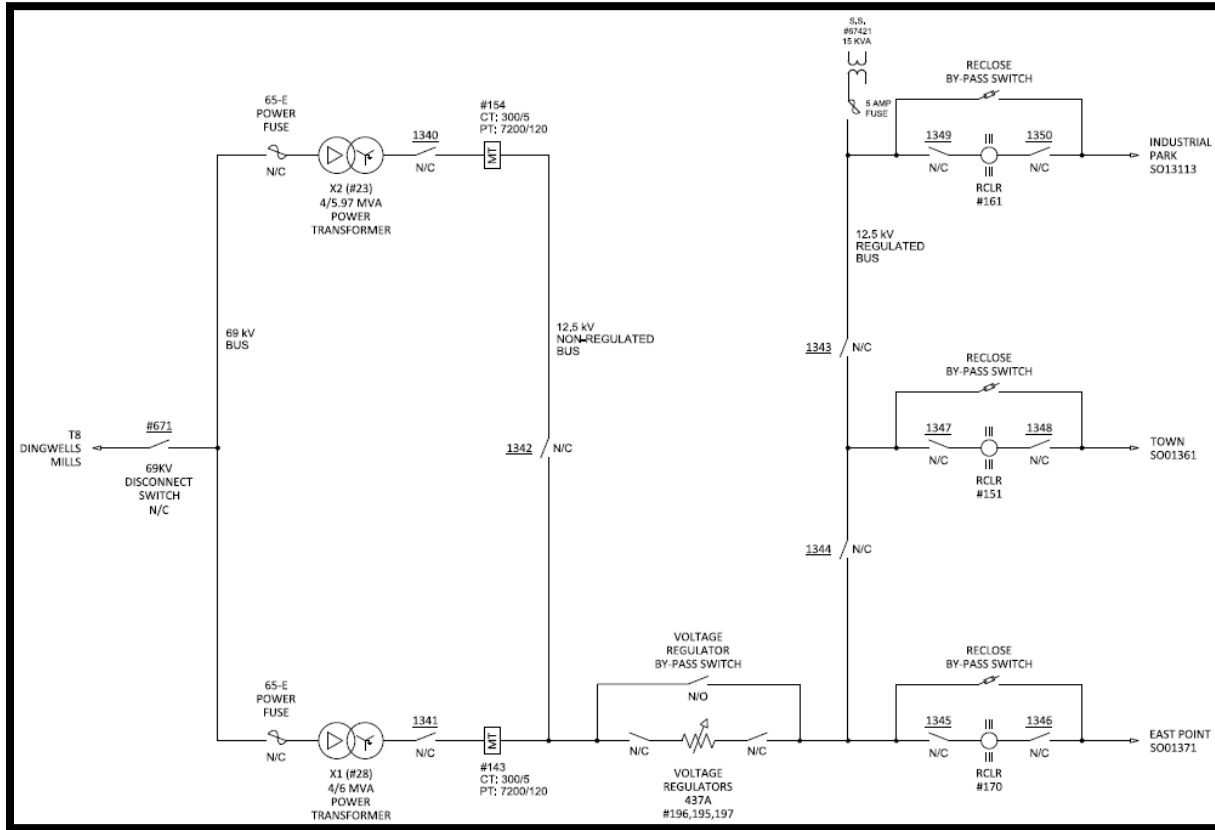 S.S.
#67421
15 KVA
5 AMP
FUSE
RECLOSE
BY-PASS SWITCH
1349
N/C
1350
N/C
RCLR
#161
INDUSTRIAL
PARK
SO13113
65-E
POWER
FUSE
N/C
X2 (#23)
4/5.97 MVA
POWER
TRANSFORMER
1340
N/C
#154
CT: 300/5
PT: 7200/120
MT
12.5 kV
REGULATED
BUS
69 kV
BUS
12.5 kV
NON-REGULATED
BUS
1343
N/C
RECLOSE
BY-PASS SWITCH
1347
N/C
1348
N/C
RCLR
#151
TOWN
SO01361
T8
DINGWELLS
MILLS
#671
69KV
DISCONNECT
SWITCH
N/C
1342
N/C
1344
N/C
65-E
POWER
FUSE
N/C
X1 (#28)
4/6 MVA
POWER
TRANSFORMER
1341
N/C
MT
#143
CT: 300/5
PT: 7200/120
VOLTAGE
REGULATOR
BY-PASS SWITCH
N/O
N/C
N/C
VOLTAGE
REGULATORS
437A
#196,195,197
RECLOSE
BY-PASS SWITCH
1345
N/C
1346
N/C
RCLR
#170
EAST POINT
SO01371